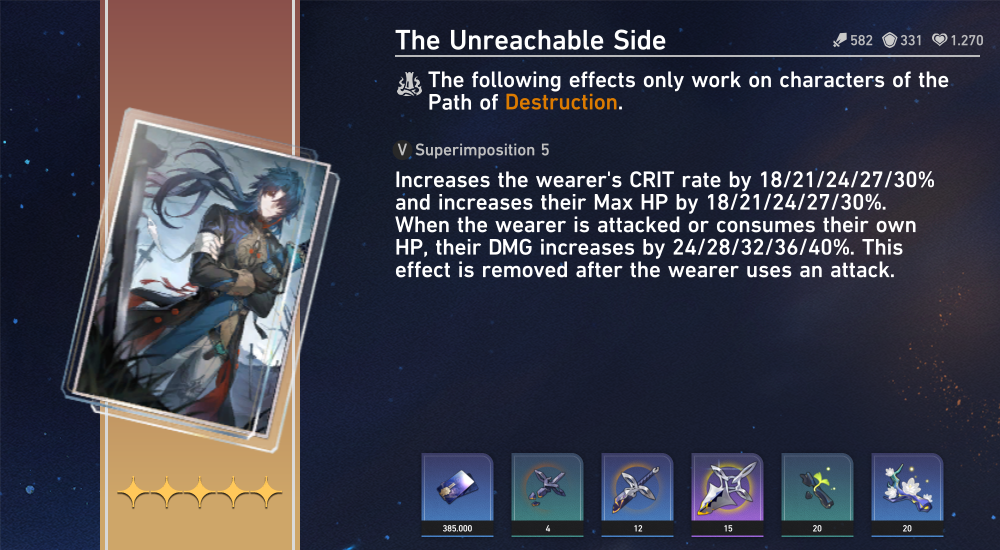 The Unreachable Side
582 331 1.270
The following effects only work on characters of the
Path of Destruction.
V Superimposition 5
Increases the wearer's CRIT rate by 18/21/24/27/30%
and increases their Max HP by 18/21/24/27/30%.
When the wearer is attacked or consumes their own
HP, their DMG increases by 24/28/32/36/40%. This
effect is removed after the wearer uses an attack.
385.000 4 12 15 20 20